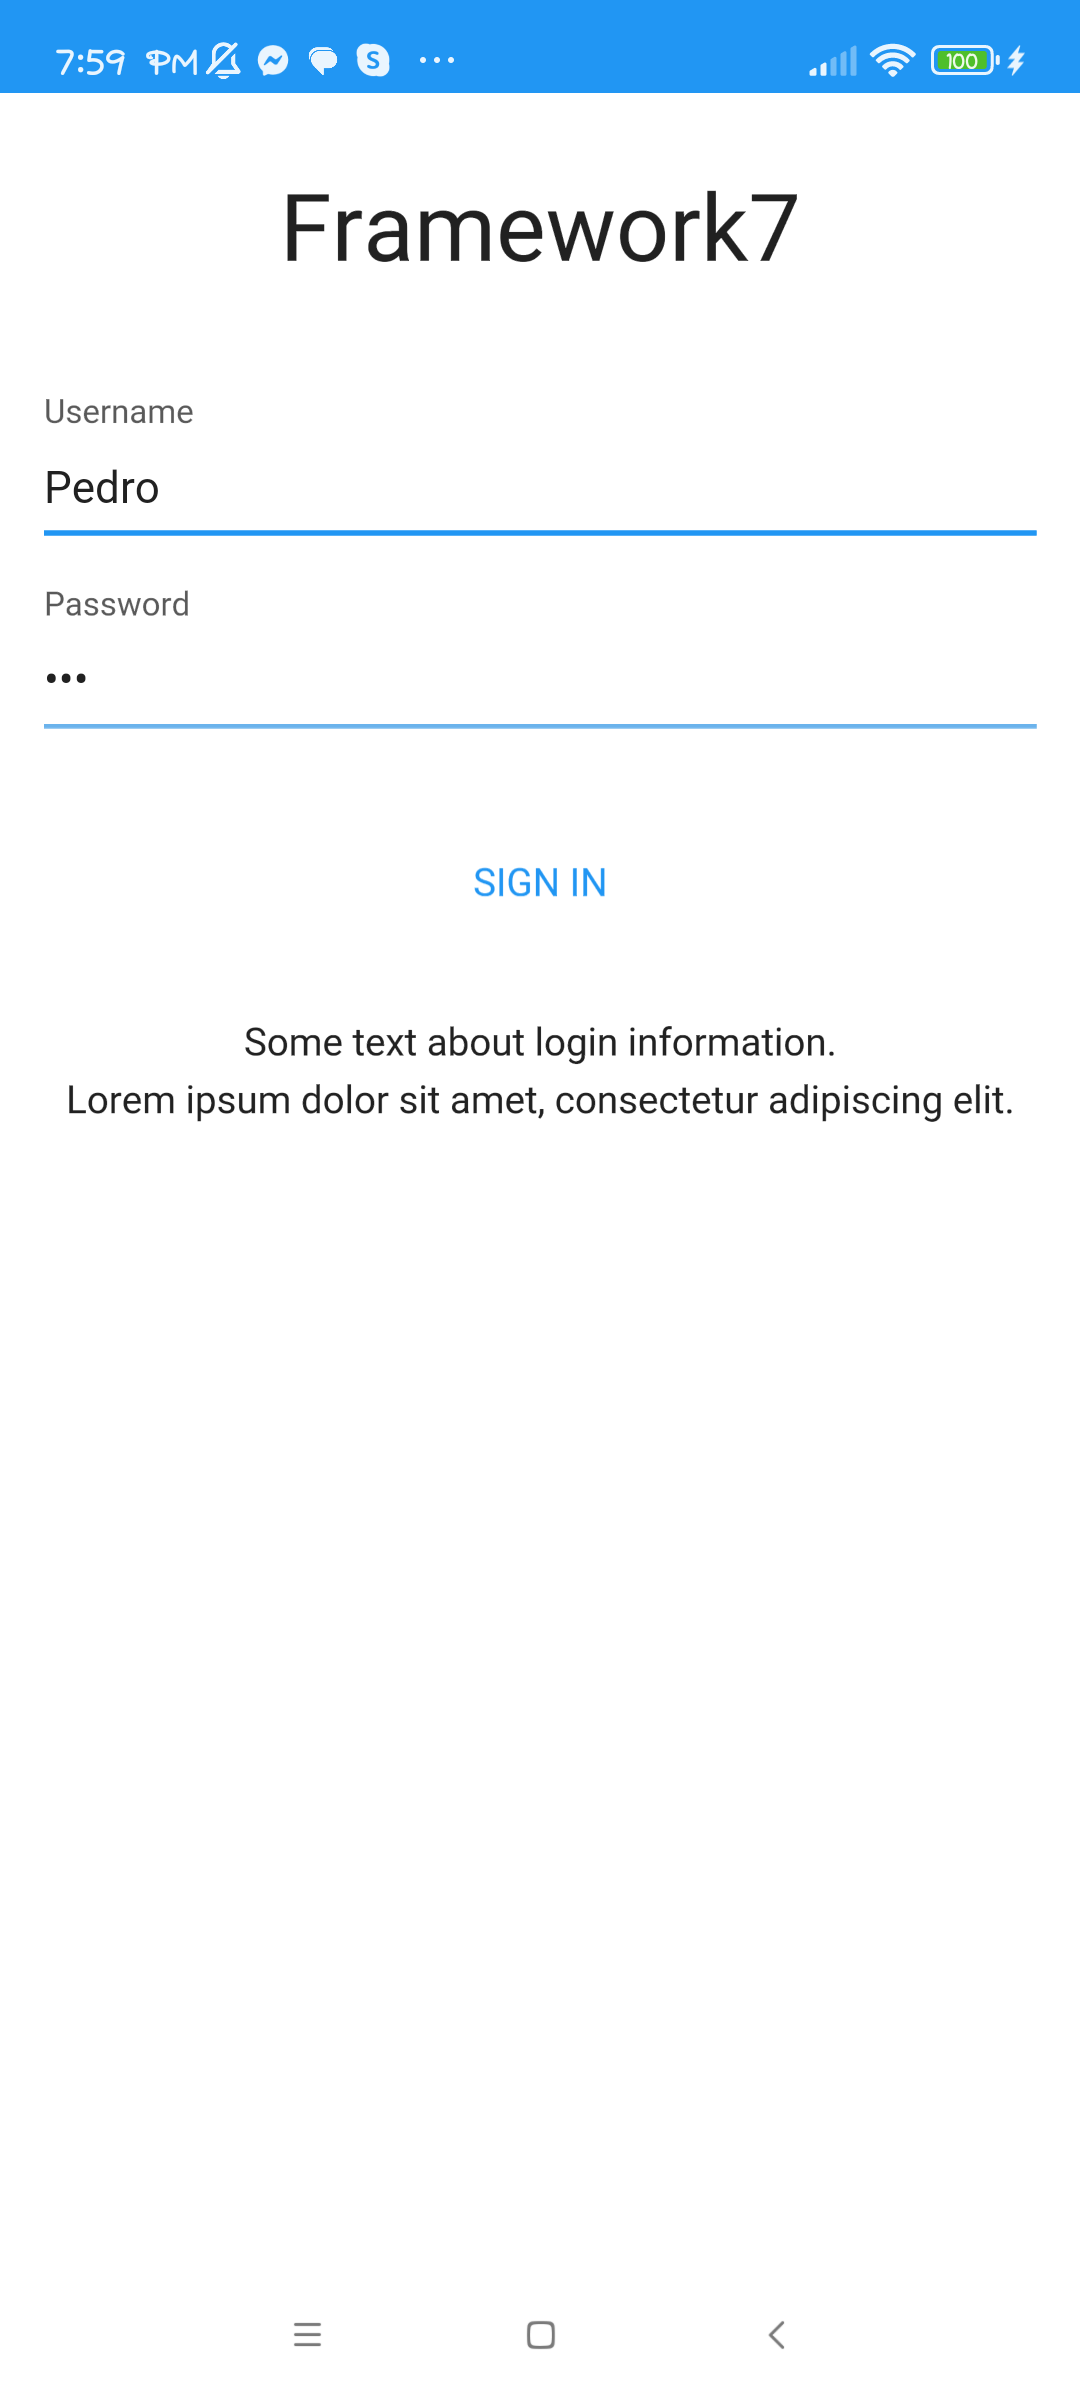 7:59 PM
100
Framework7
Username
Pedro
Password
•••
SIGN IN
Some text about login information.
Lorem ipsum dolor sit amet, consectetur adipiscing elit.